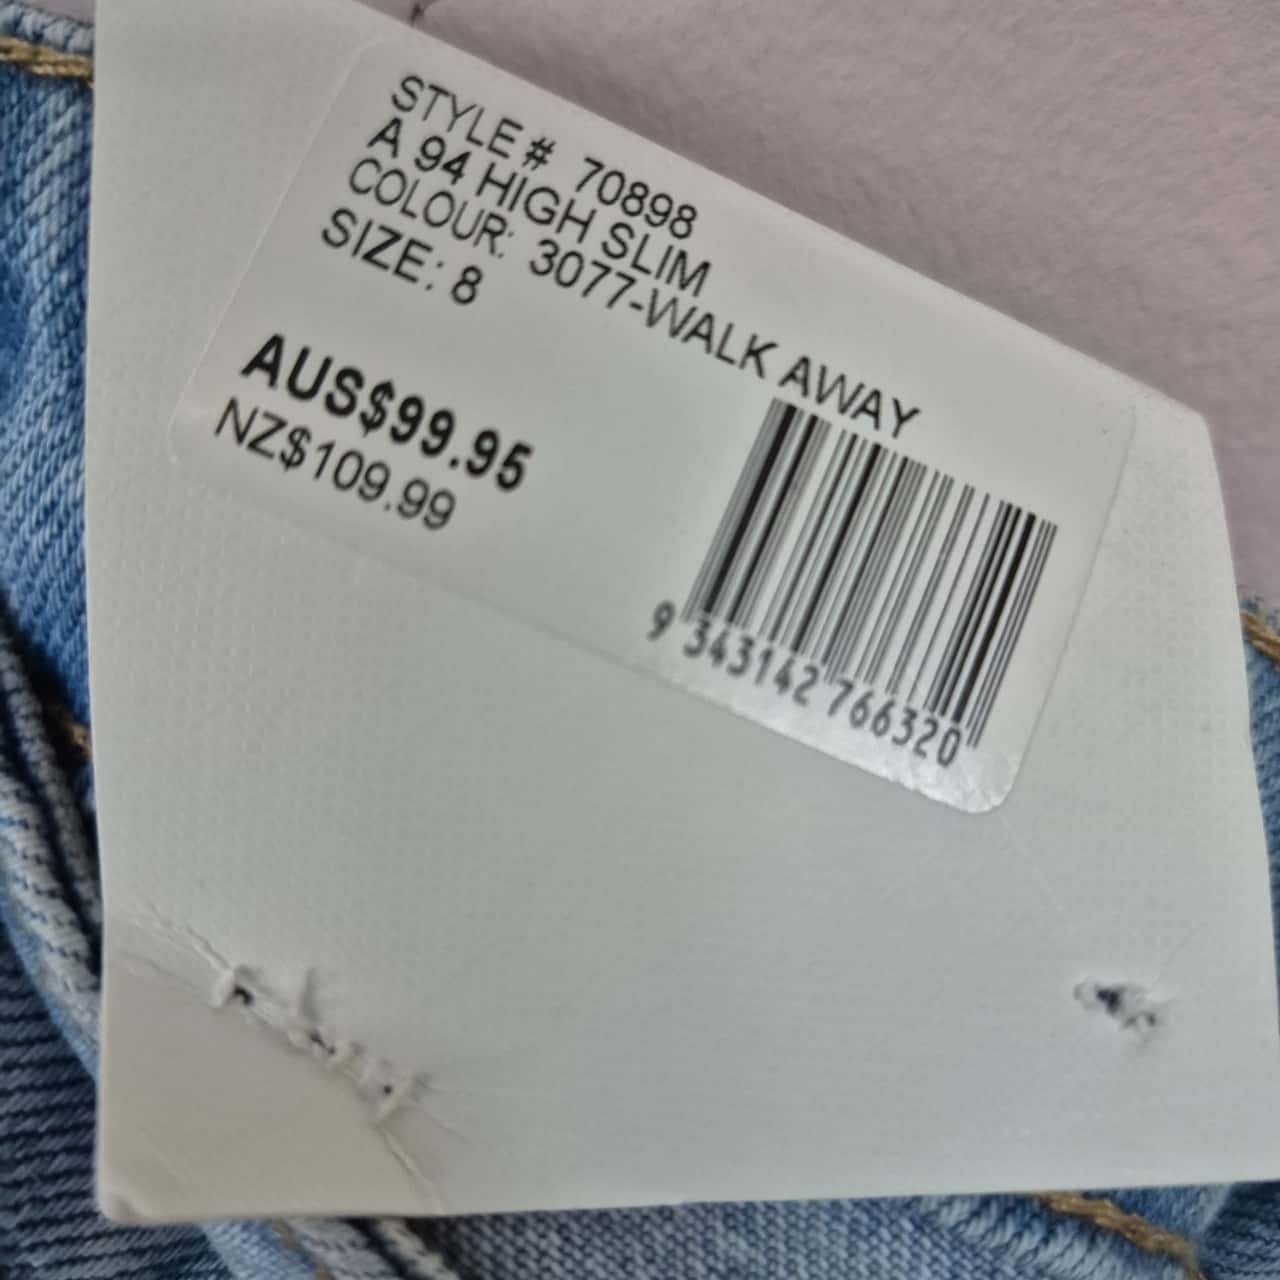 STYLE # 70898
A 94 HIGH SLIM
COLOUR: 3077-WALK AWAY
SIZE: 8
AUS$99.95
NZ$109.99
9 343142 766320